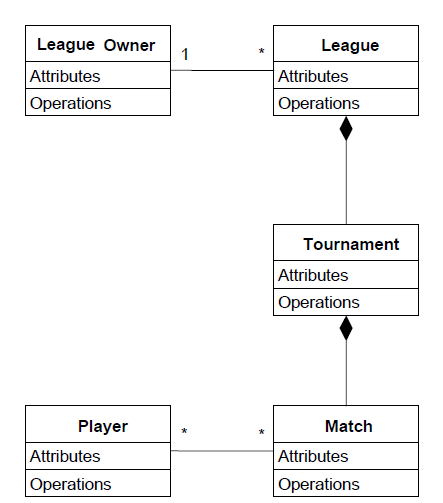 League Owner
1
*
League
Attributes
Attributes
Operations
Operations
Tournament
Attributes
Operations
Player
*
*
Match
Attributes
Attributes
Operations
Operations